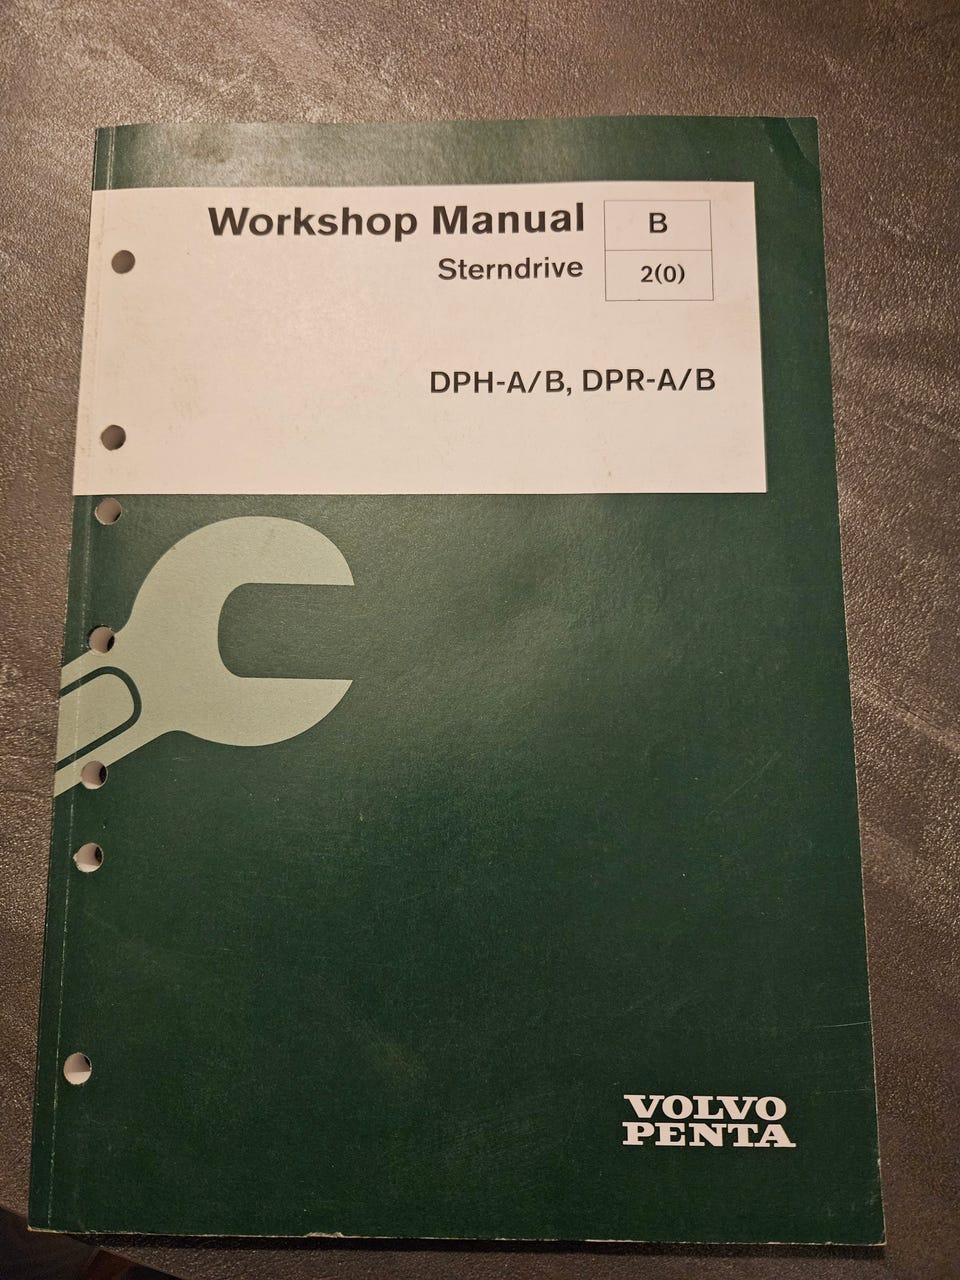 Workshop Manual
B
Sterndrive
2(0)
DPH-A/B, DPR-A/B
VOLVO
PENTA